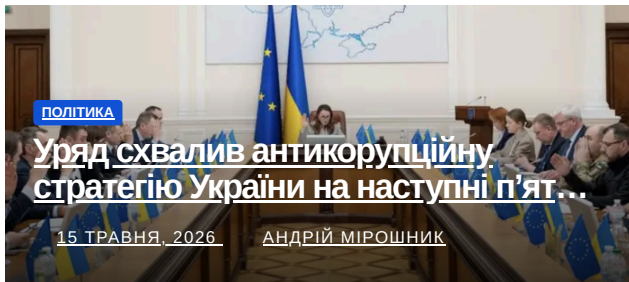 ПОЛІТИКА
Уряд схвалив антикорупційну
стратегію України на наступні п’ят…
15 ТРАВНЯ, 2026 АНДРІЙ МІРОШНИК